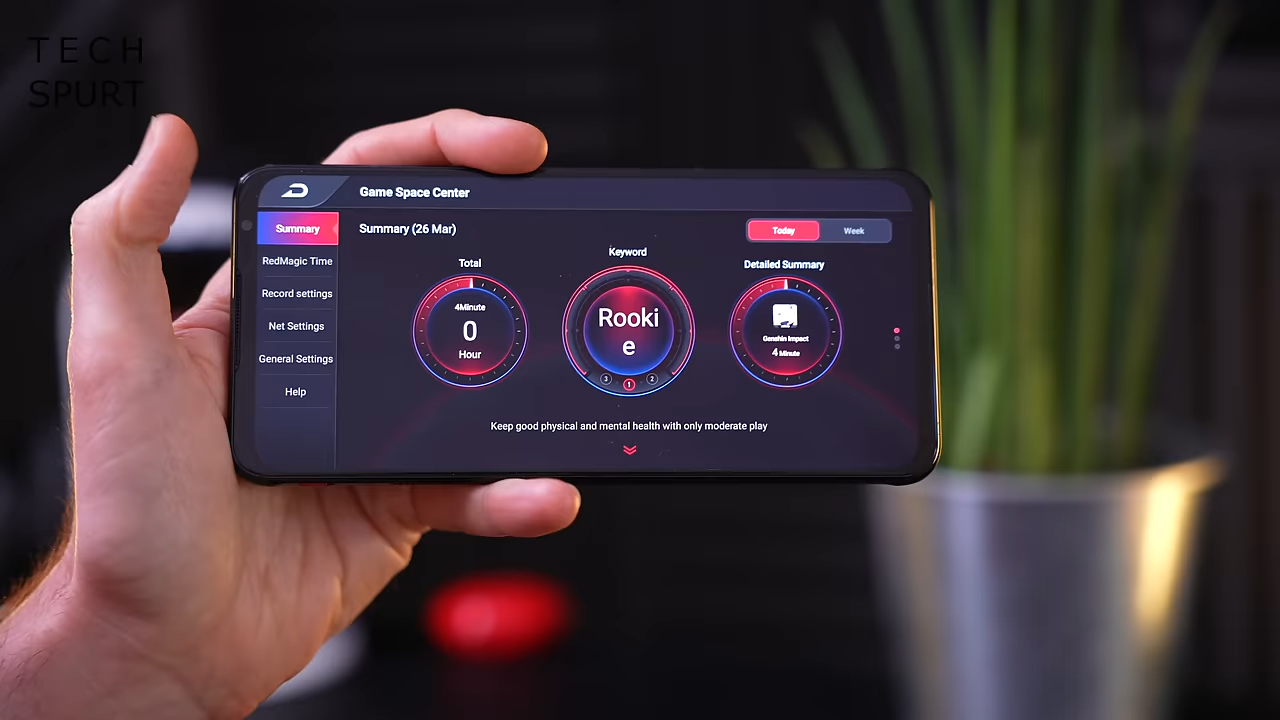 TECH
SPURT
Game Space Center
Summary
Summary (26 Mar)
Today
Week
RedMagic Time
Record settings
Net Settings
General Settings
Help
Total
4Minute
0
Hour
Keyword
Rooki
e
3
1
2
Detailed Summary
Genshin Impact
4 Minute
Keep good physical and mental health with only moderate play